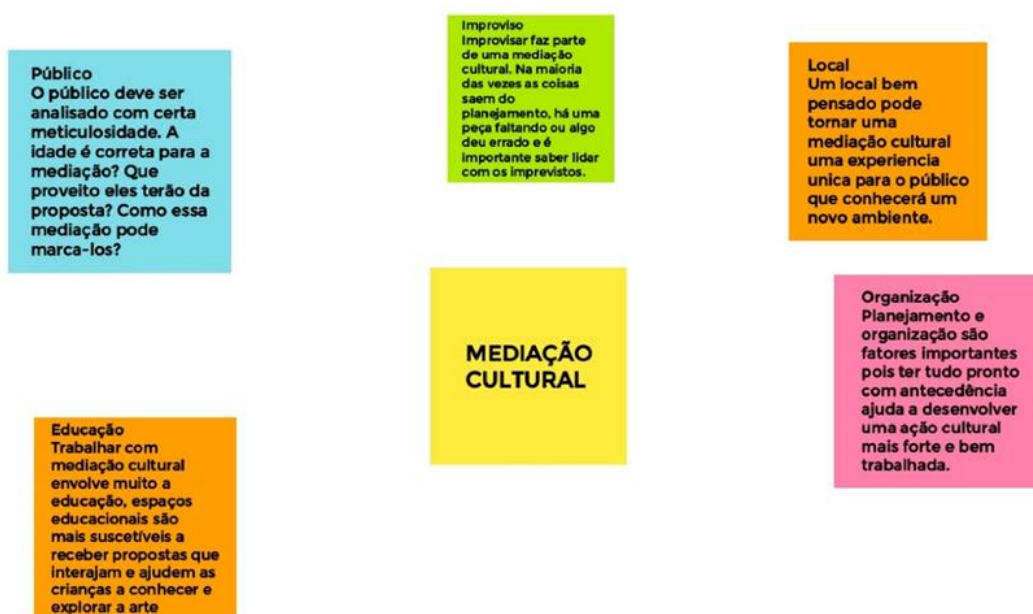 Público
O público deve ser
analisado com certa
meticulosidade. A
idade é correta para a
mediação? Que
proveito eles terão da
proposta? Como essa
mediação pode
marca-los?
Improviso
Improvisar faz parte
de uma mediação
cultural. Na maioria
das vezes as coisas
saem do
planejamento, há uma
peça faltando ou algo
deu errado e é
importante saber lidar
com os imprevistos.
Local
Um local bem
pensado pode
tornar uma
mediação cultural
uma experiencia
unica para o público
que conhecerá um
novo ambiente.
MEDIAÇÃO
CULTURAL
Organização
Planejamento e
organização são
fatores importantes
pois ter tudo pronto
com antecedência
ajuda a desenvolver
uma ação cultural
mais forte e bem
trabalhada.
Educação
Trabalhar com
mediação cultural
envolve muito a
educação, espaços
educacionais são
mais suscetíveis a
receber propostas que
interajam e ajudem as
crianças a conhecer e
explorar a arte